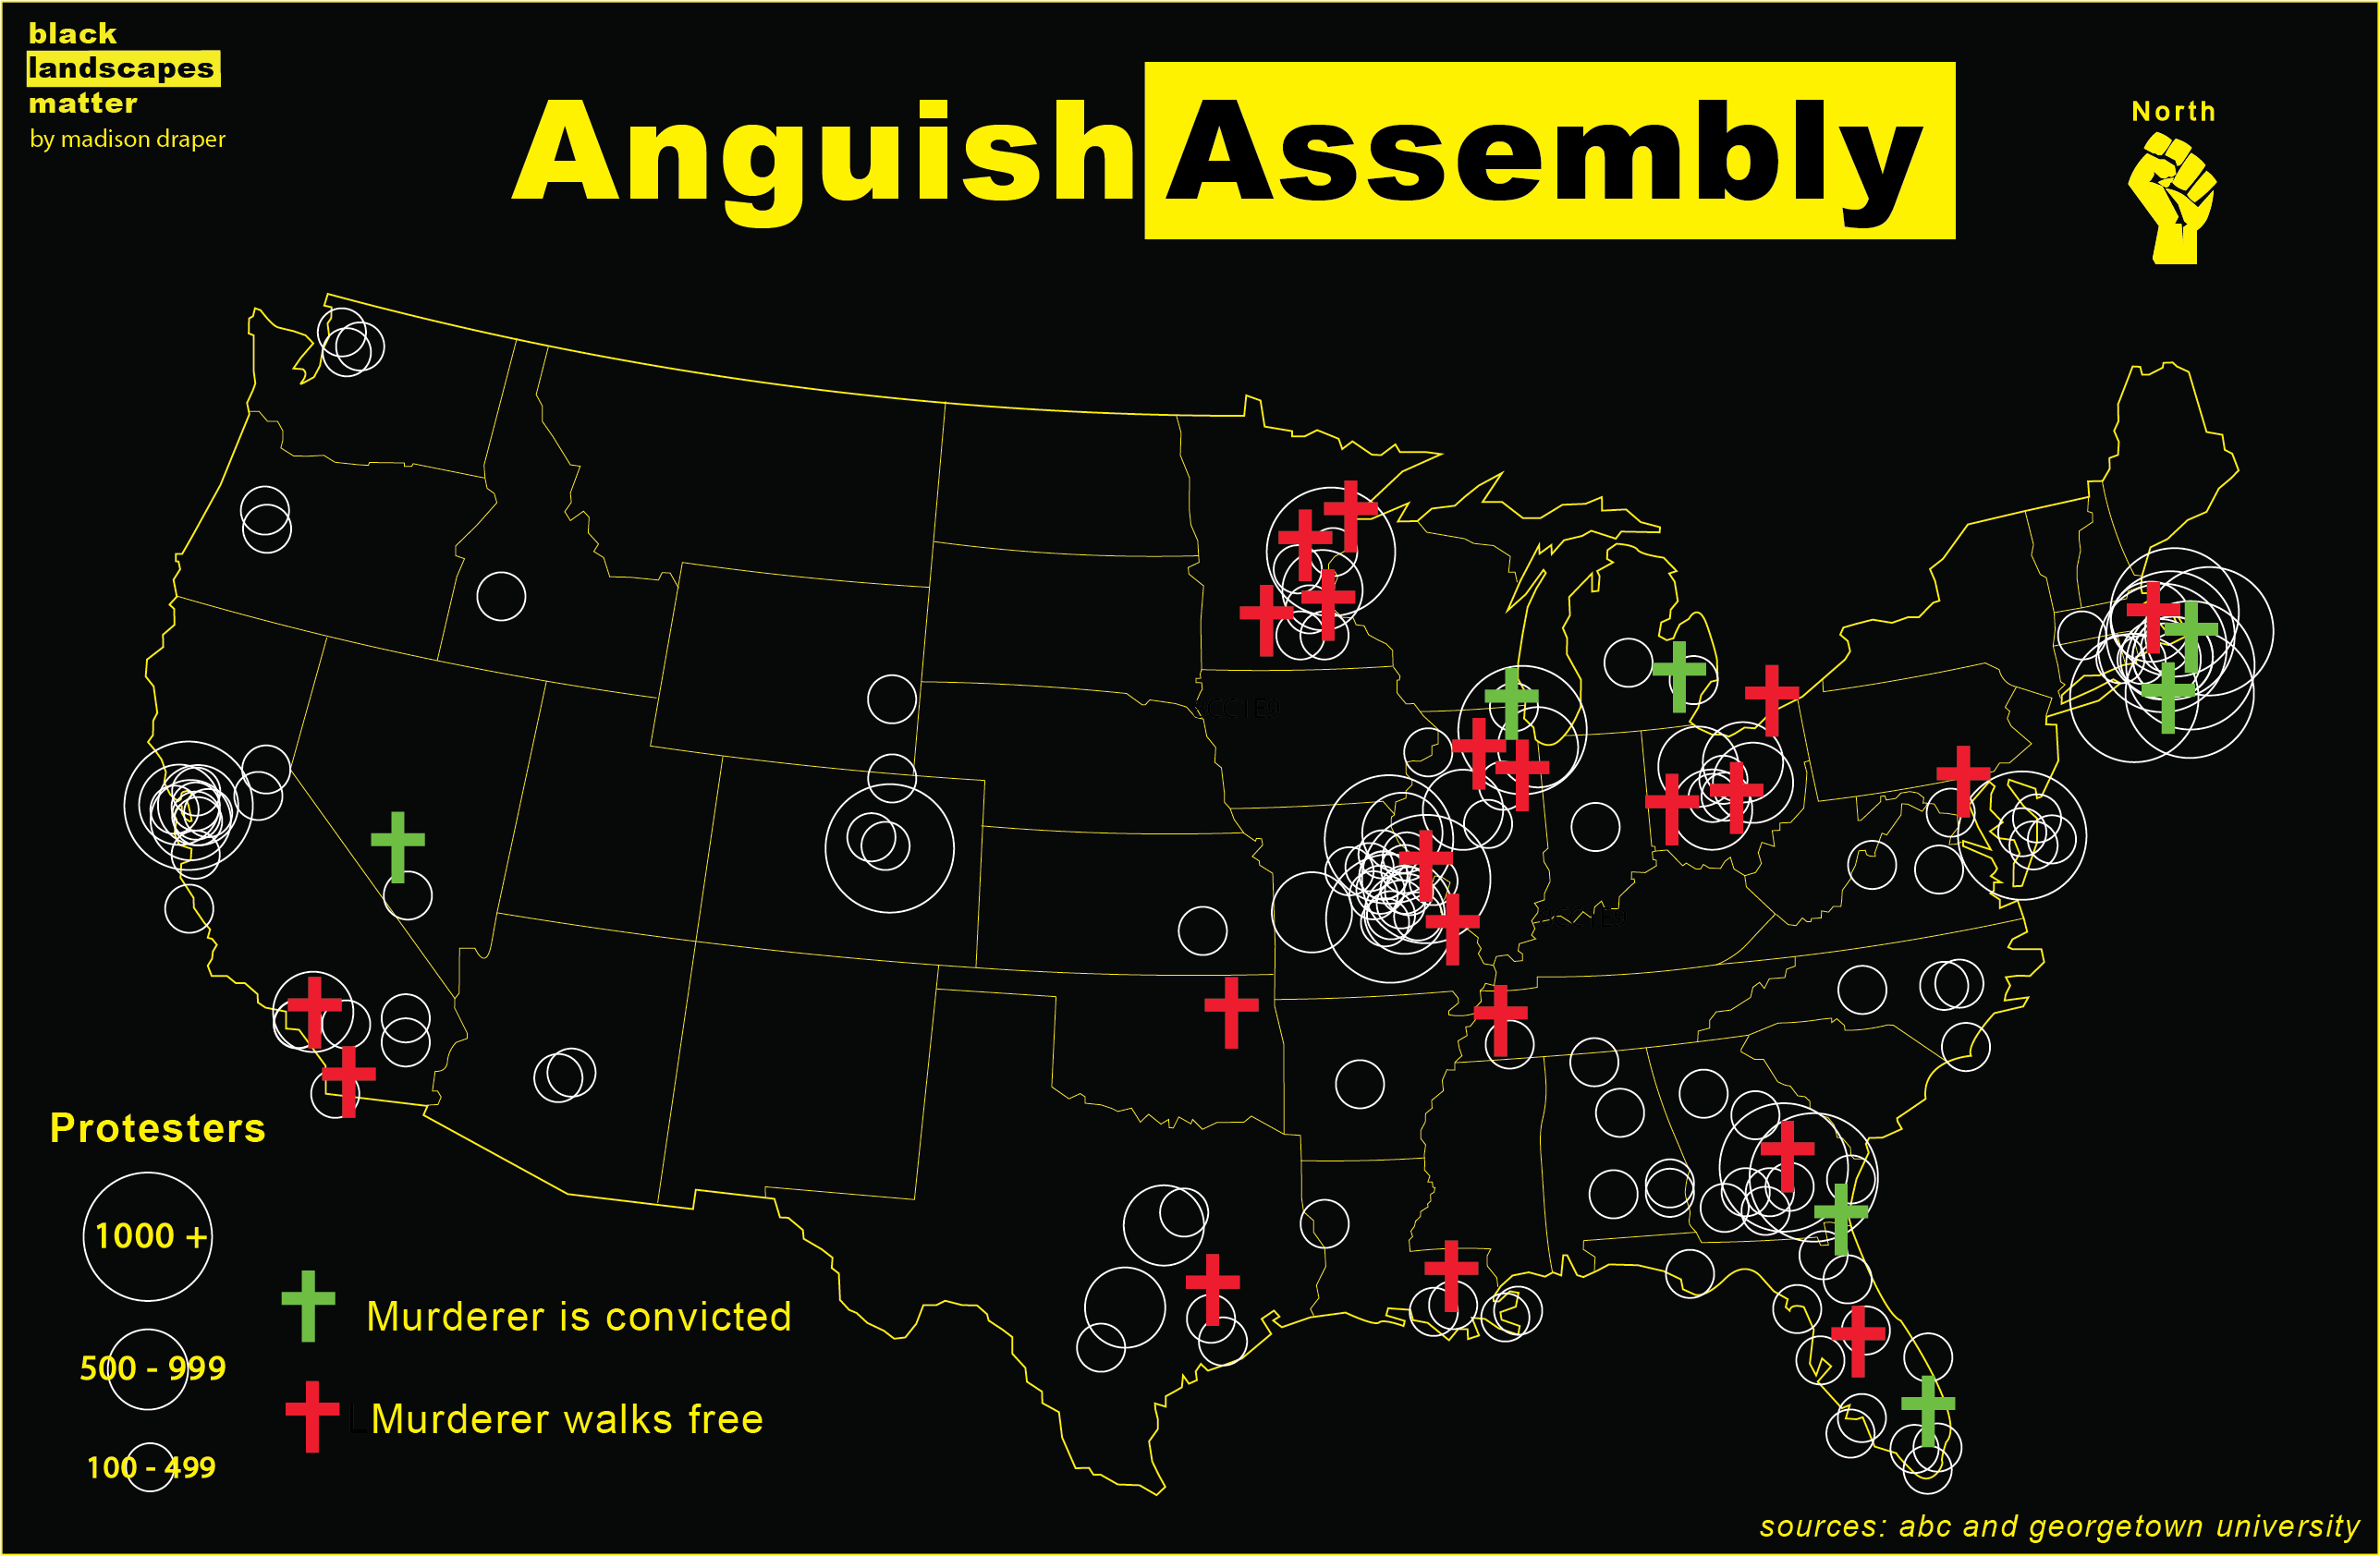 black
landscapes
matter
by madison draper
Anguish Assembly
North
Protesters
1000 +
500 - 999
100 - 499
Murderer is convicted
Murderer walks free
sources: abc and georgetown university